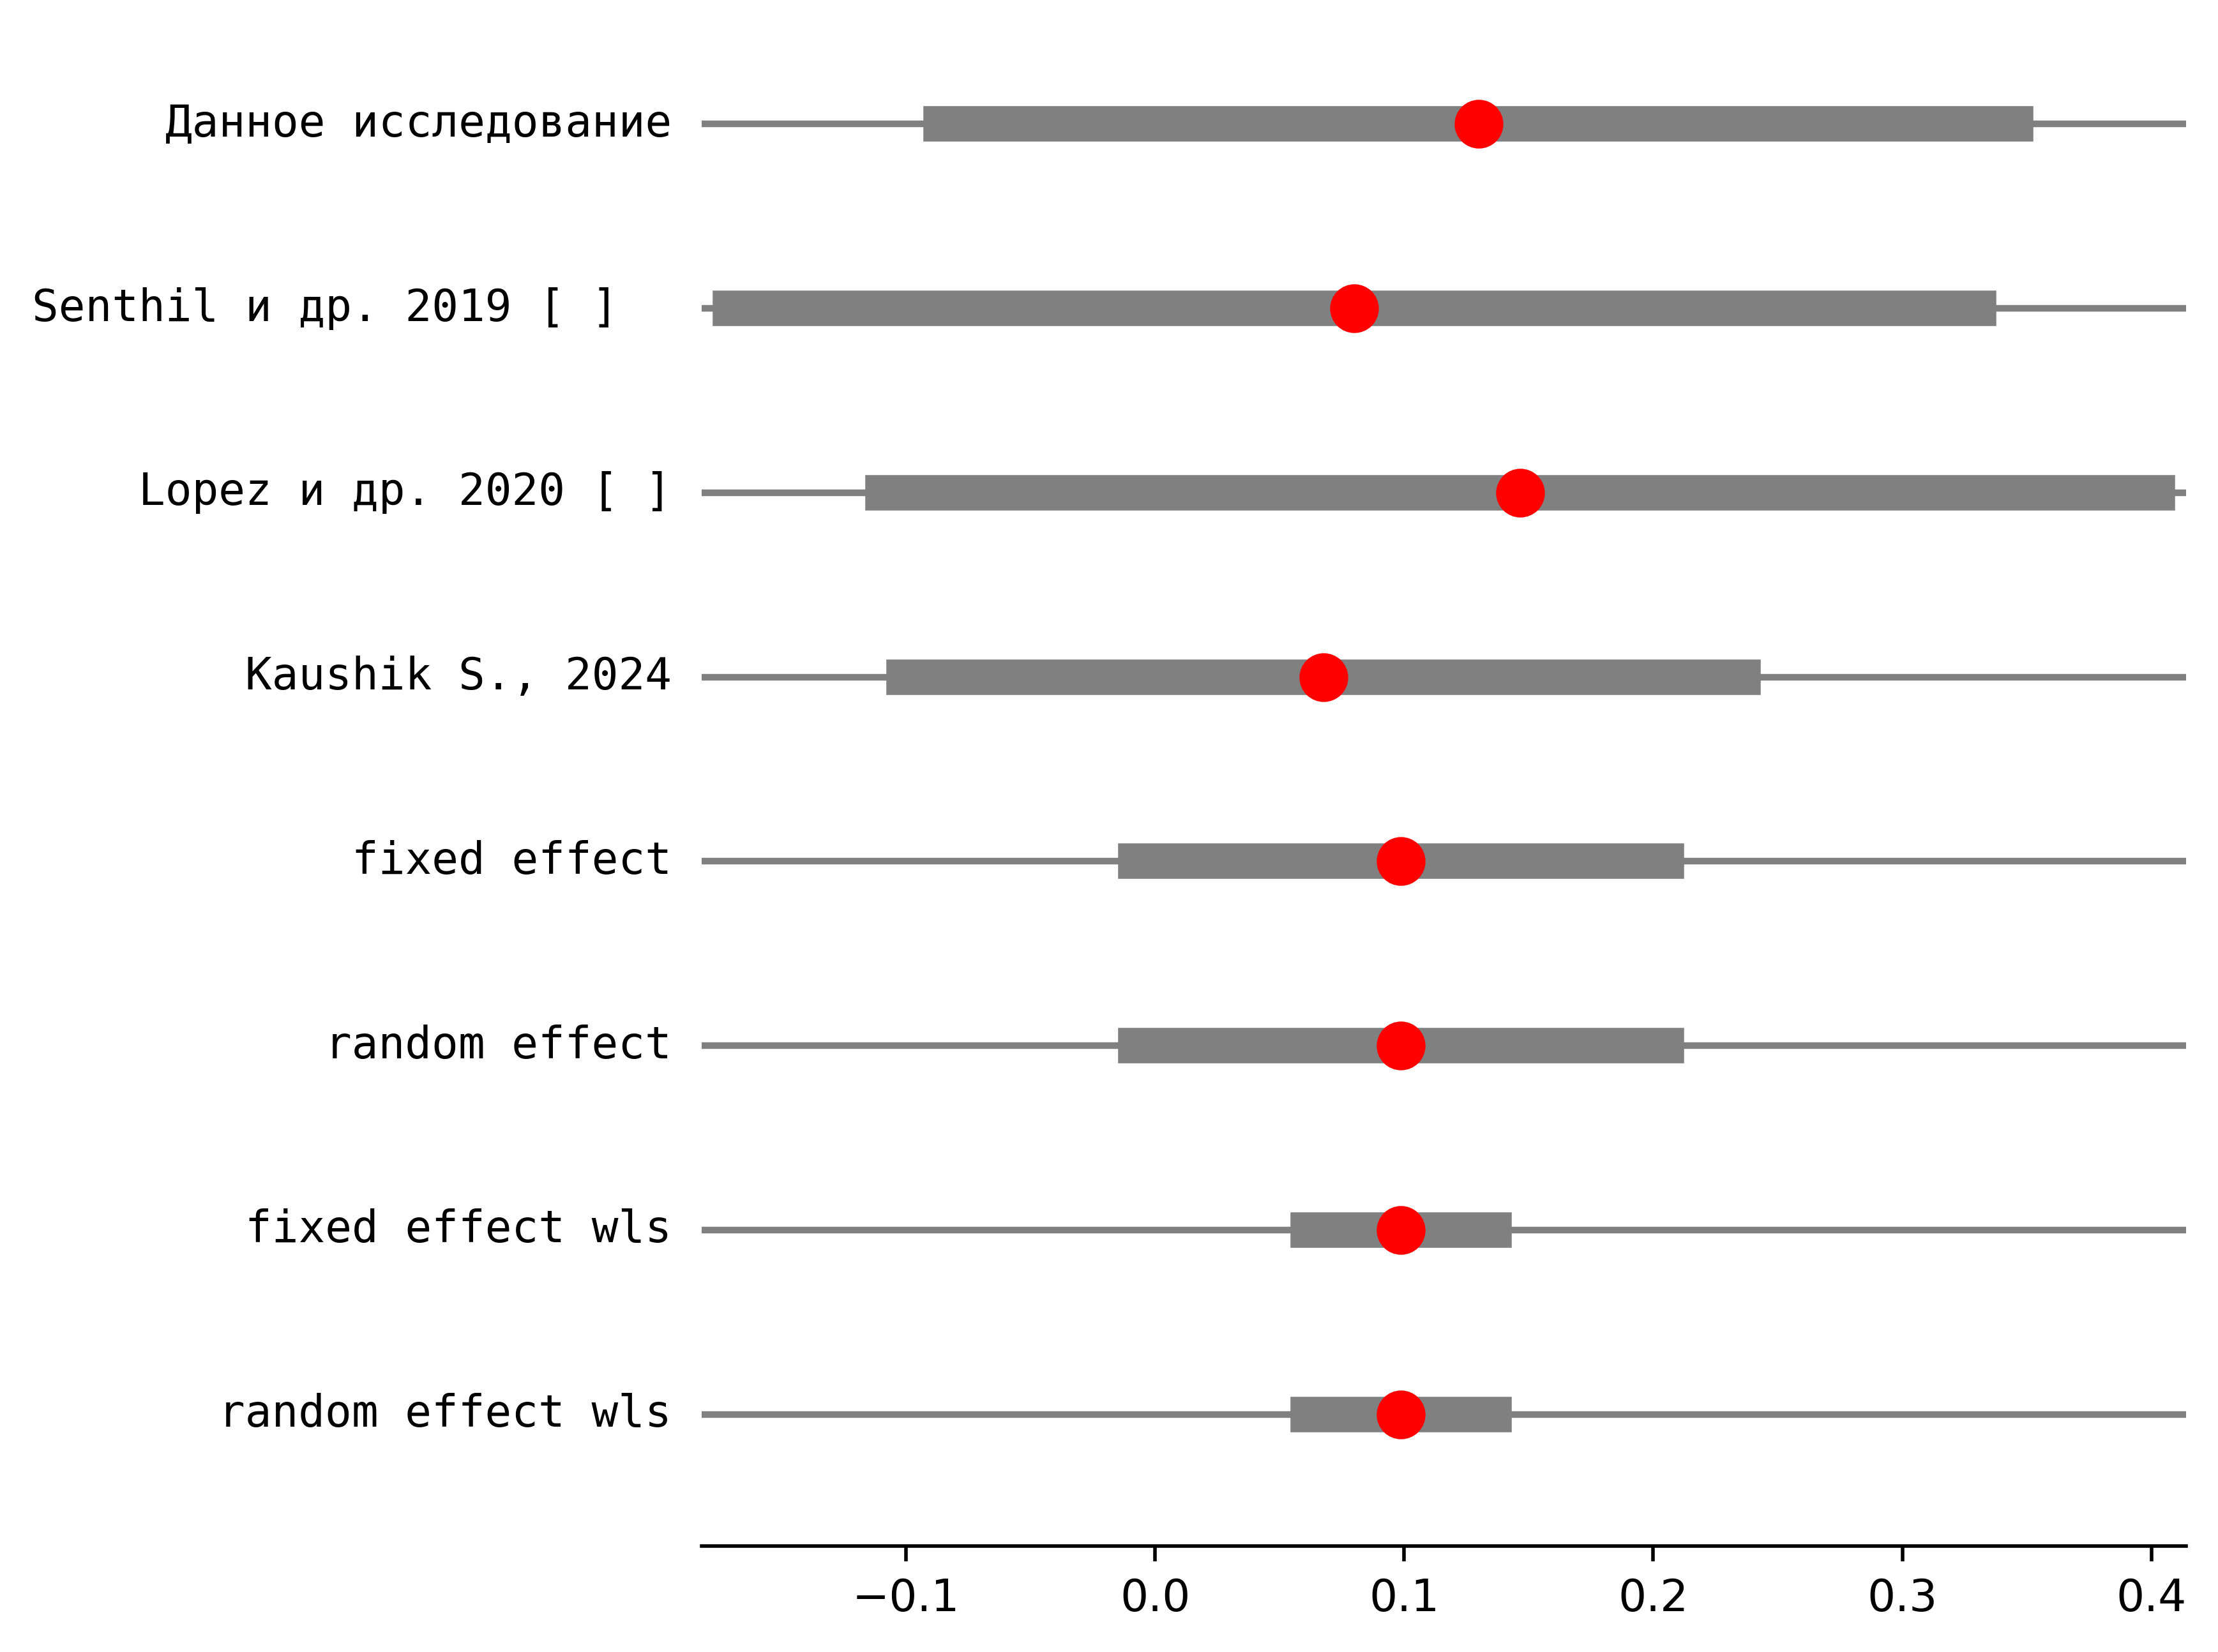 Данное исследование
Senthil и др. 2019 [ ]
Lopez и др. 2020 [ ]
Kaushik S., 2024
fixed effect
random effect
fixed effect wls
random effect wls
−0.1 0.0 0.1 0.2 0.3 0.4